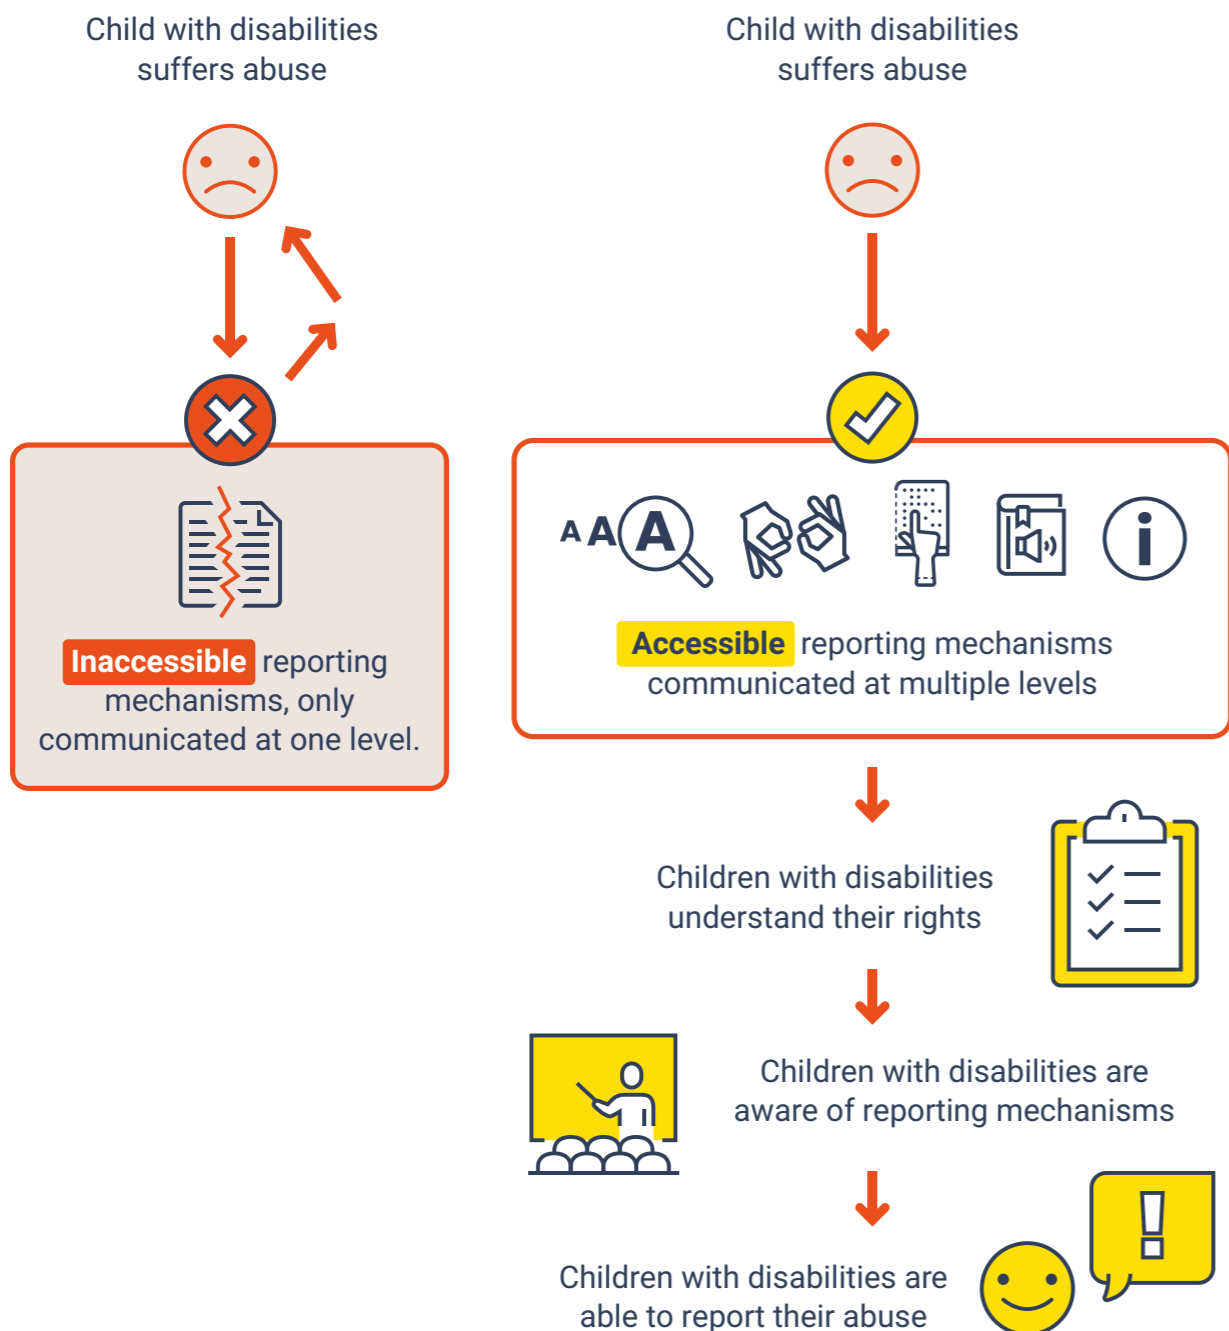 Child with disabilities
suffers abuse
Inaccessible reporting
mechanisms, only
communicated at one level.
Child with disabilities
suffers abuse
A A A
i
Accessible reporting mechanisms
communicated at multiple levels
Children with disabilities
understand their rights
Children with disabilities are
aware of reporting mechanisms
!
Children with disabilities are
able to report their abuse